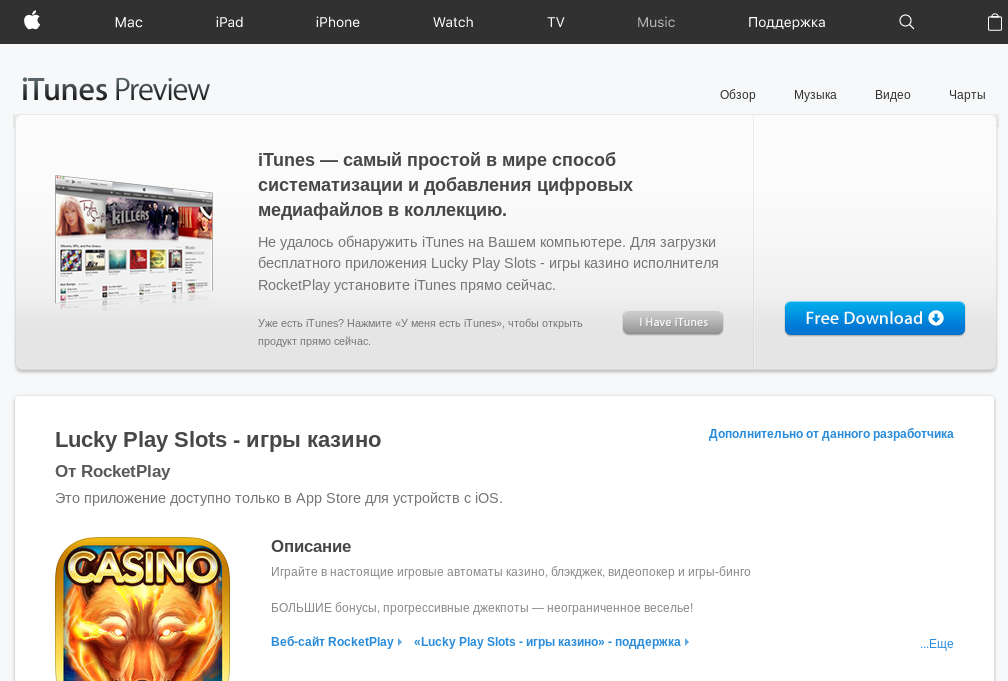 Mac iPad iPhone Watch TV Music Поддержка
iTunes Preview
Обзор Музыка Видео Чарты
iTunes — самый простой в мире способ
систематизации и добавления цифровых
медиафайлов в коллекцию.
Не удалось обнаружить iTunes на Вашем компьютере. Для загрузки
бесплатного приложения Lucky Play Slots - игры казино исполнителя
RocketPlay установите iTunes прямо сейчас.
Уже есть iTunes? Нажмите «У меня есть iTunes», чтобы открыть
продукт прямо сейчас.
I Have iTunes
Free Download
Lucky Play Slots - игры казино
Дополнительно от данного разработчика
От RocketPlay
Это приложение доступно только в App Store для устройств с iOS.
CASINO
Описание
Играйте в настоящие игровые автоматы казино, блэкджек, видеопокер и игры-бинго
БОЛЬШИЕ бонусы, прогрессивные джекпоты — неограниченное веселье!
Веб-сайт RocketPlay «Lucky Play Slots - игры казино» - поддержка
...Еще